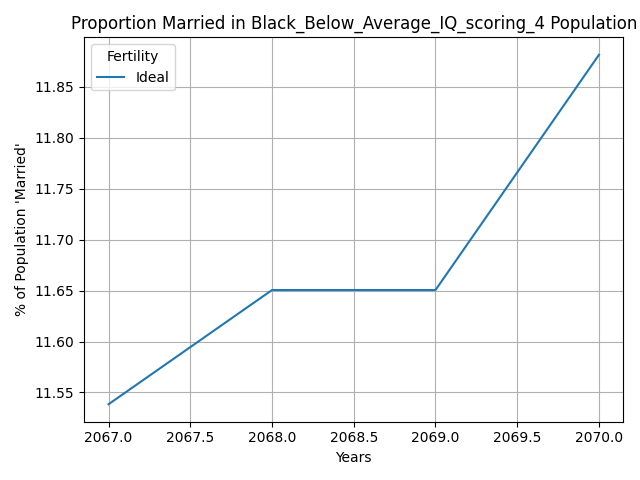 Proportion Married in Black_Below_Average_IQ_scoring_4 Population
Fertility
Ideal
% of Population 'Married'
11.85
11.80
11.75
11.70
11.65
11.60
11.55
2067.0 2067.5 2068.0 2068.5 2069.0 2069.5 2070.0
Years